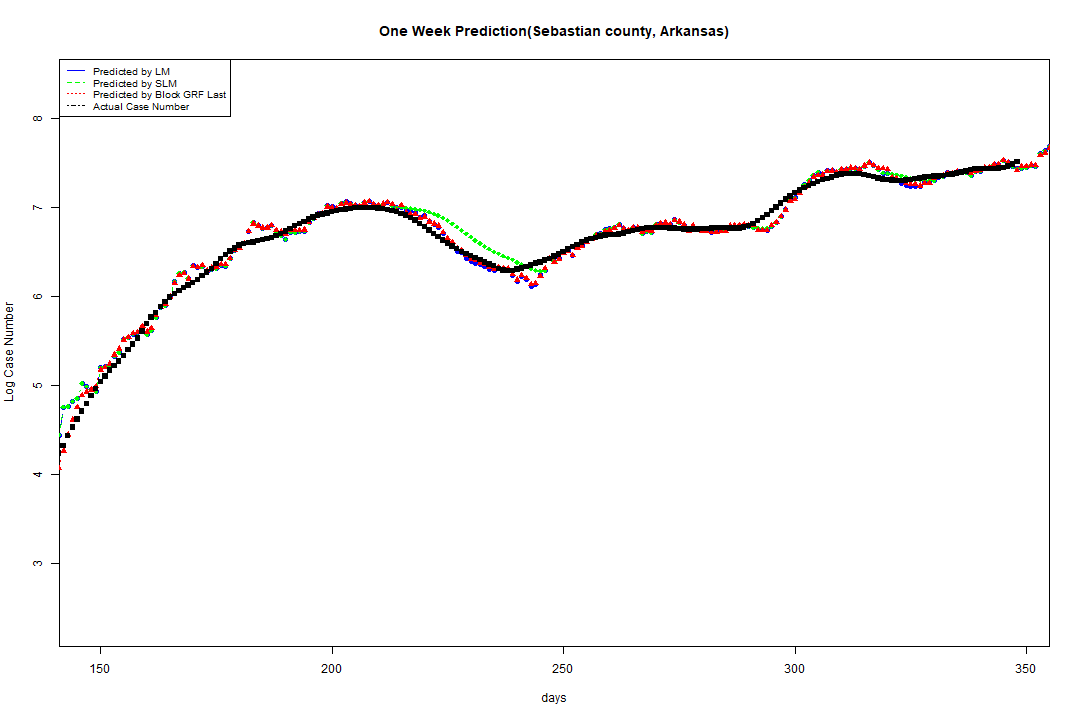 One Week Prediction(Sebastian county, Arkansas)
Predicted by LM
Predicted by SLM
Predicted by Block GRF Last
Actual Case Number
8
7
6
5
4
3
Log Case Number
150 200 250 300 350
days